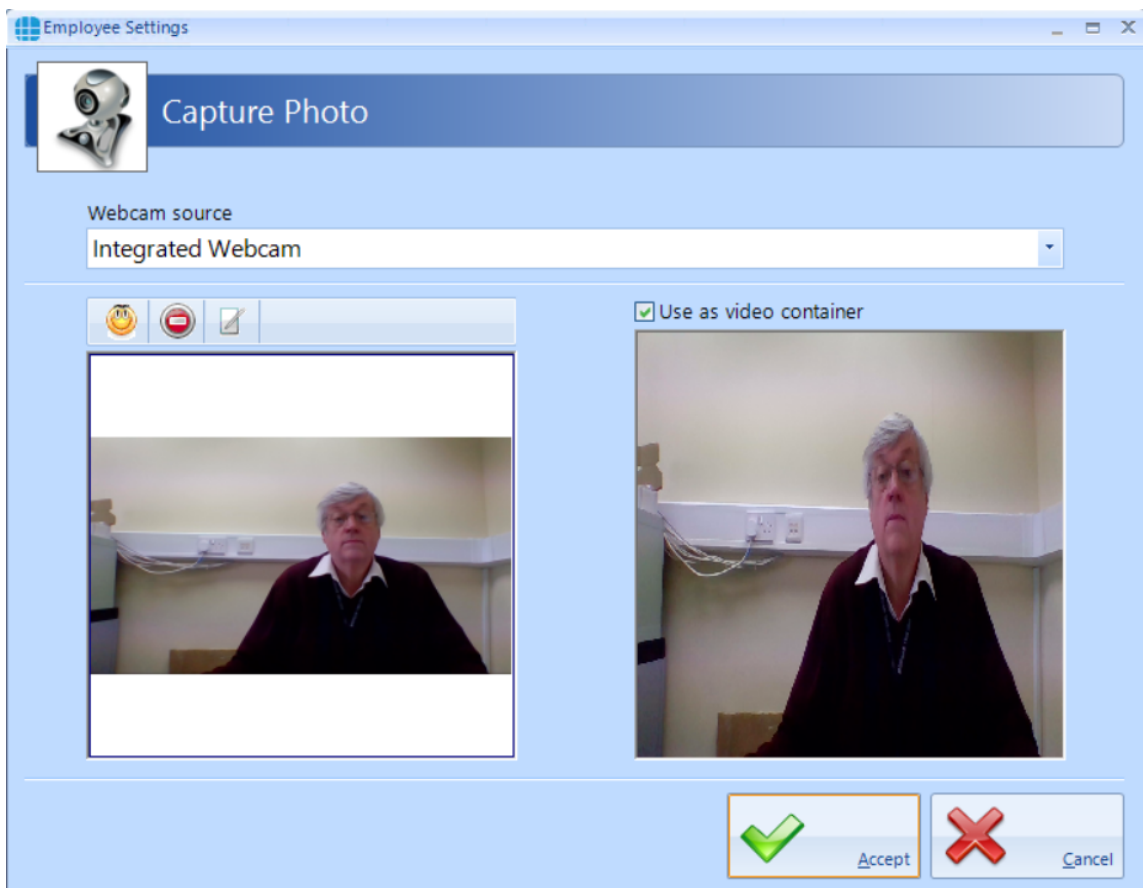 Employee Settings
Capture Photo
Webcam source
Integrated Webcam
Use as video container
Accept
Cancel